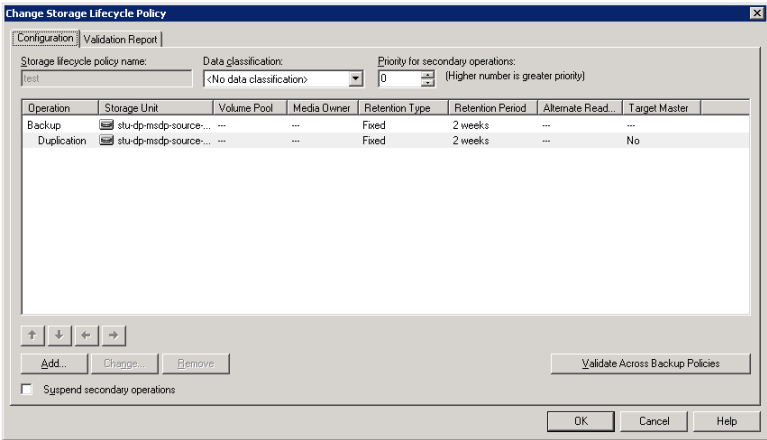 Change Storage Lifecycle Policy
Configuration Validation Report
Storage lifecycle policy name: Data classification: Priority for secondary operations:
test <No data classification> 0 (Higher number is greater priority)
Operation Storage Unit Volume Pool Media Owner Retention Type Retention Period Alternate Read... Target Master
Backup stu-dp-msdp-source-... --- --- Fixed 2 weeks --- ---
Duplication stu-dp-msdp-source-... --- --- Fixed 2 weeks --- No
Add... Change... Remove Validate Across Backup Policies
Suspend secondary operations
OK Cancel Help